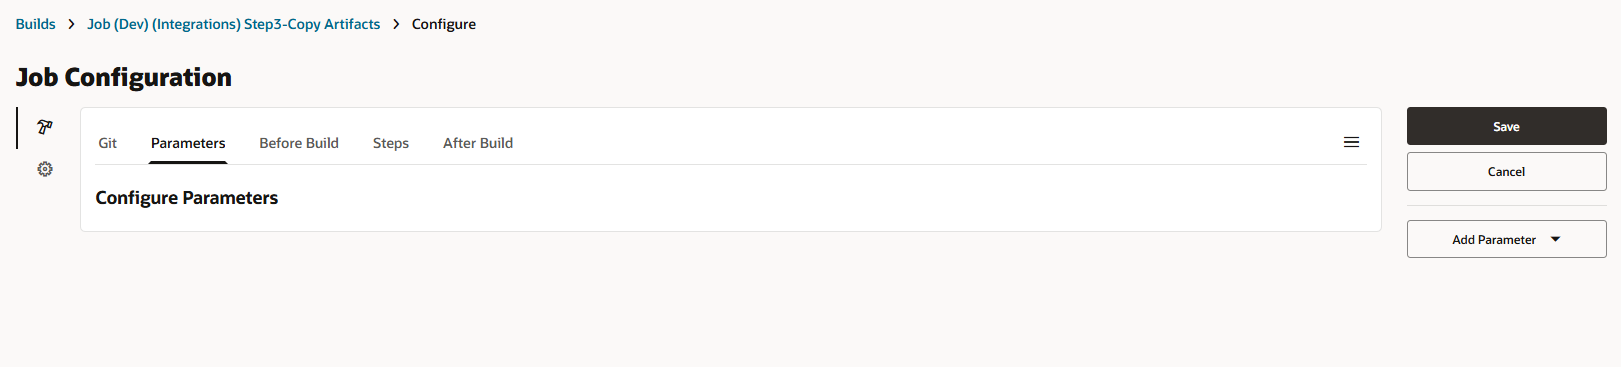 Builds > Job (Dev) (Integrations) Step3-Copy Artifacts > Configure
Job Configuration
Git Parameters Before Build Steps After Build
Configure Parameters
Save
Cancel
Add Parameter